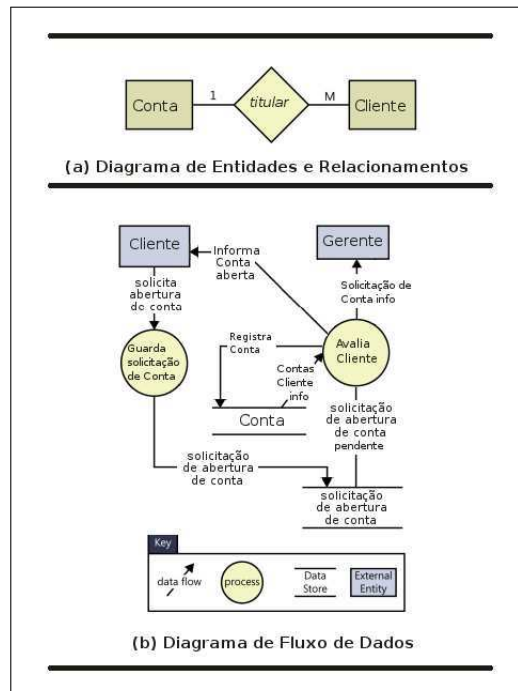 Conta
1
titular
M
Cliente
(a) Diagrama de Entidades e Relacionamentos
Cliente
Informa
Conta
aberta
Gerente
solicita
abertura
de conta
Solicitação de
Conta info
Guarda
solicitação
de Conta
Registra
Conta
Avalia
Cliente
Contas
Cliente
info
Conta
solicitação
de abertura
de conta
pendente
solicitação
de abertura
de conta
solicitação
de abertura
de conta
Key
data flow
process
Data
Store
External
Entity
(b) Diagrama de Fluxo de Dados